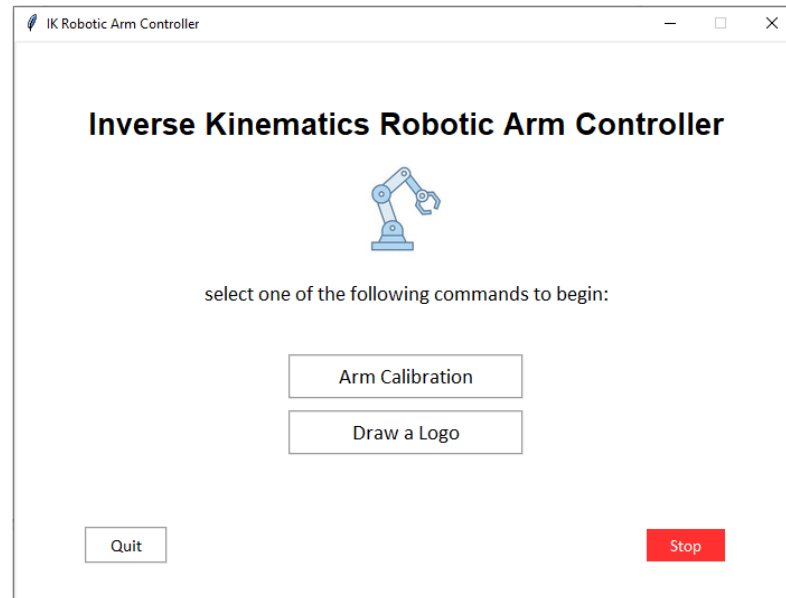 IK Robotic Arm Controller
Inverse Kinematics Robotic Arm Controller
select one of the following commands to begin:
Arm Calibration
Draw a Logo
Quit
Stop